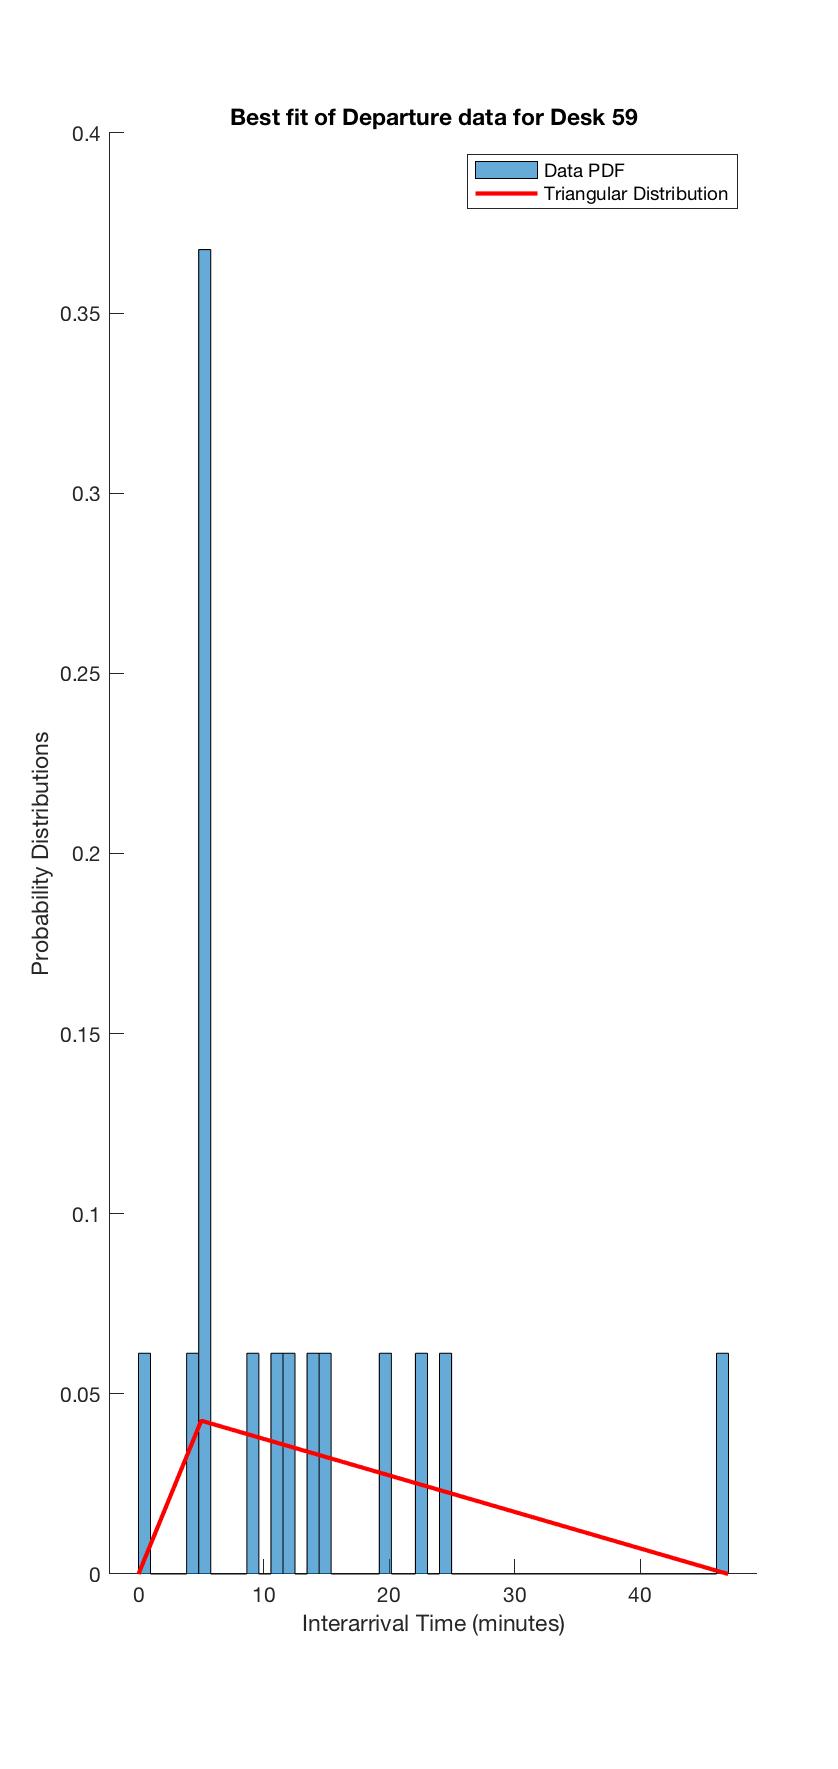 Best fit of Departure data for Desk 59
Data PDF
Triangular Distribution
0.4
0.35
0.3
0.25
0.2
0.15
0.1
0.05
0
Probability Distributions
0 10 20 30 40
Interarrival Time (minutes)